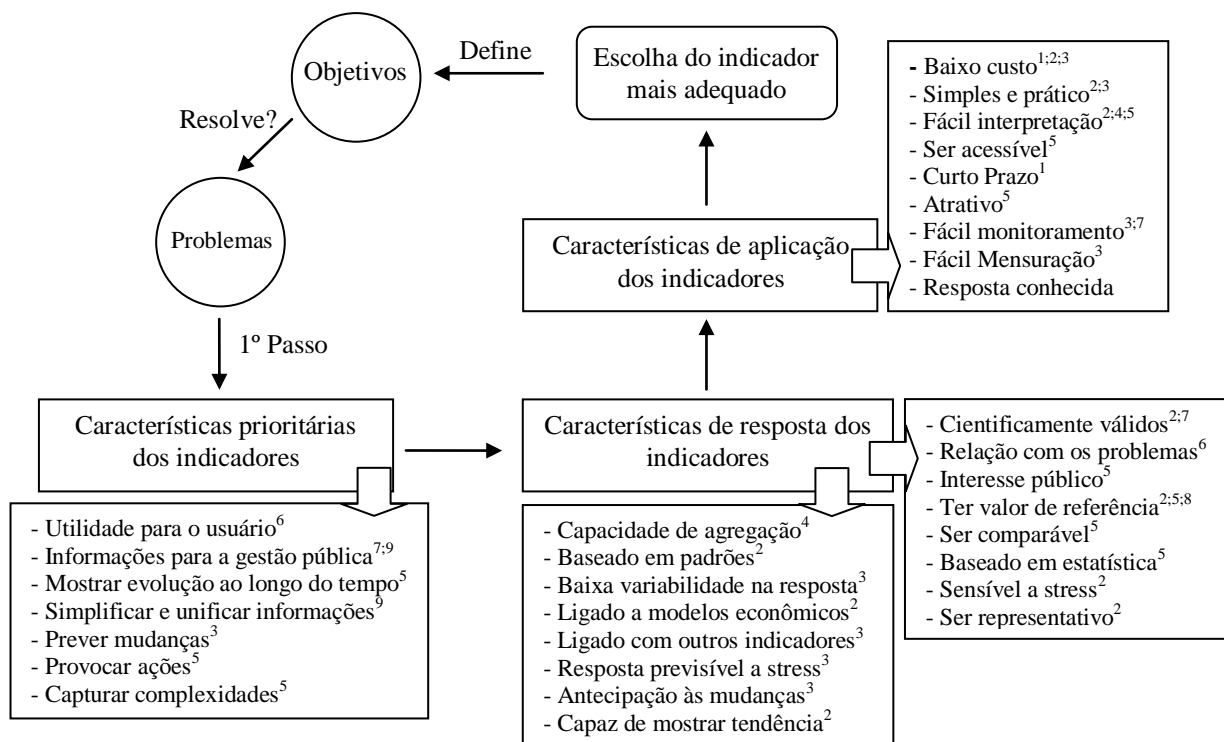 Define
Objetivos
Escolha do indicador
mais adequado
Resolve?
Problemas
1º Passo
- Baixo custo1;2;3
- Simples e prático2;3
- Fácil interpretação2;4;5
- Ser acessível5
- Curto Prazo1
- Atrativo5
- Fácil monitoramento3;7
- Fácil Mensuração3
- Resposta conhecida
Características de aplicação
dos indicadores
Características prioritárias
dos indicadores
Características de resposta dos
indicadores
- Cientificamente válidos2;7
- Relação com os problemas6
- Interesse público5
- Ter valor de referência2;5;8
- Ser comparável5
- Baseado em estatística5
- Sensível a stress2
- Ser representativo2
- Utilidade para o usuário6
- Informações para a gestão pública7;9
- Mostrar evolução ao longo do tempo5
- Simplificar e unificar informações9
- Prever mudanças3
- Provocar ações5
- Capturar complexidades5
- Capacidade de agregação4
- Baseado em padrões2
- Baixa variabilidade na resposta3
- Ligado a modelos econômicos2
- Ligado com outros indicadores3
- Resposta previsível a stress3
- Antecipação às mudanças3
- Capaz de mostrar tendência2